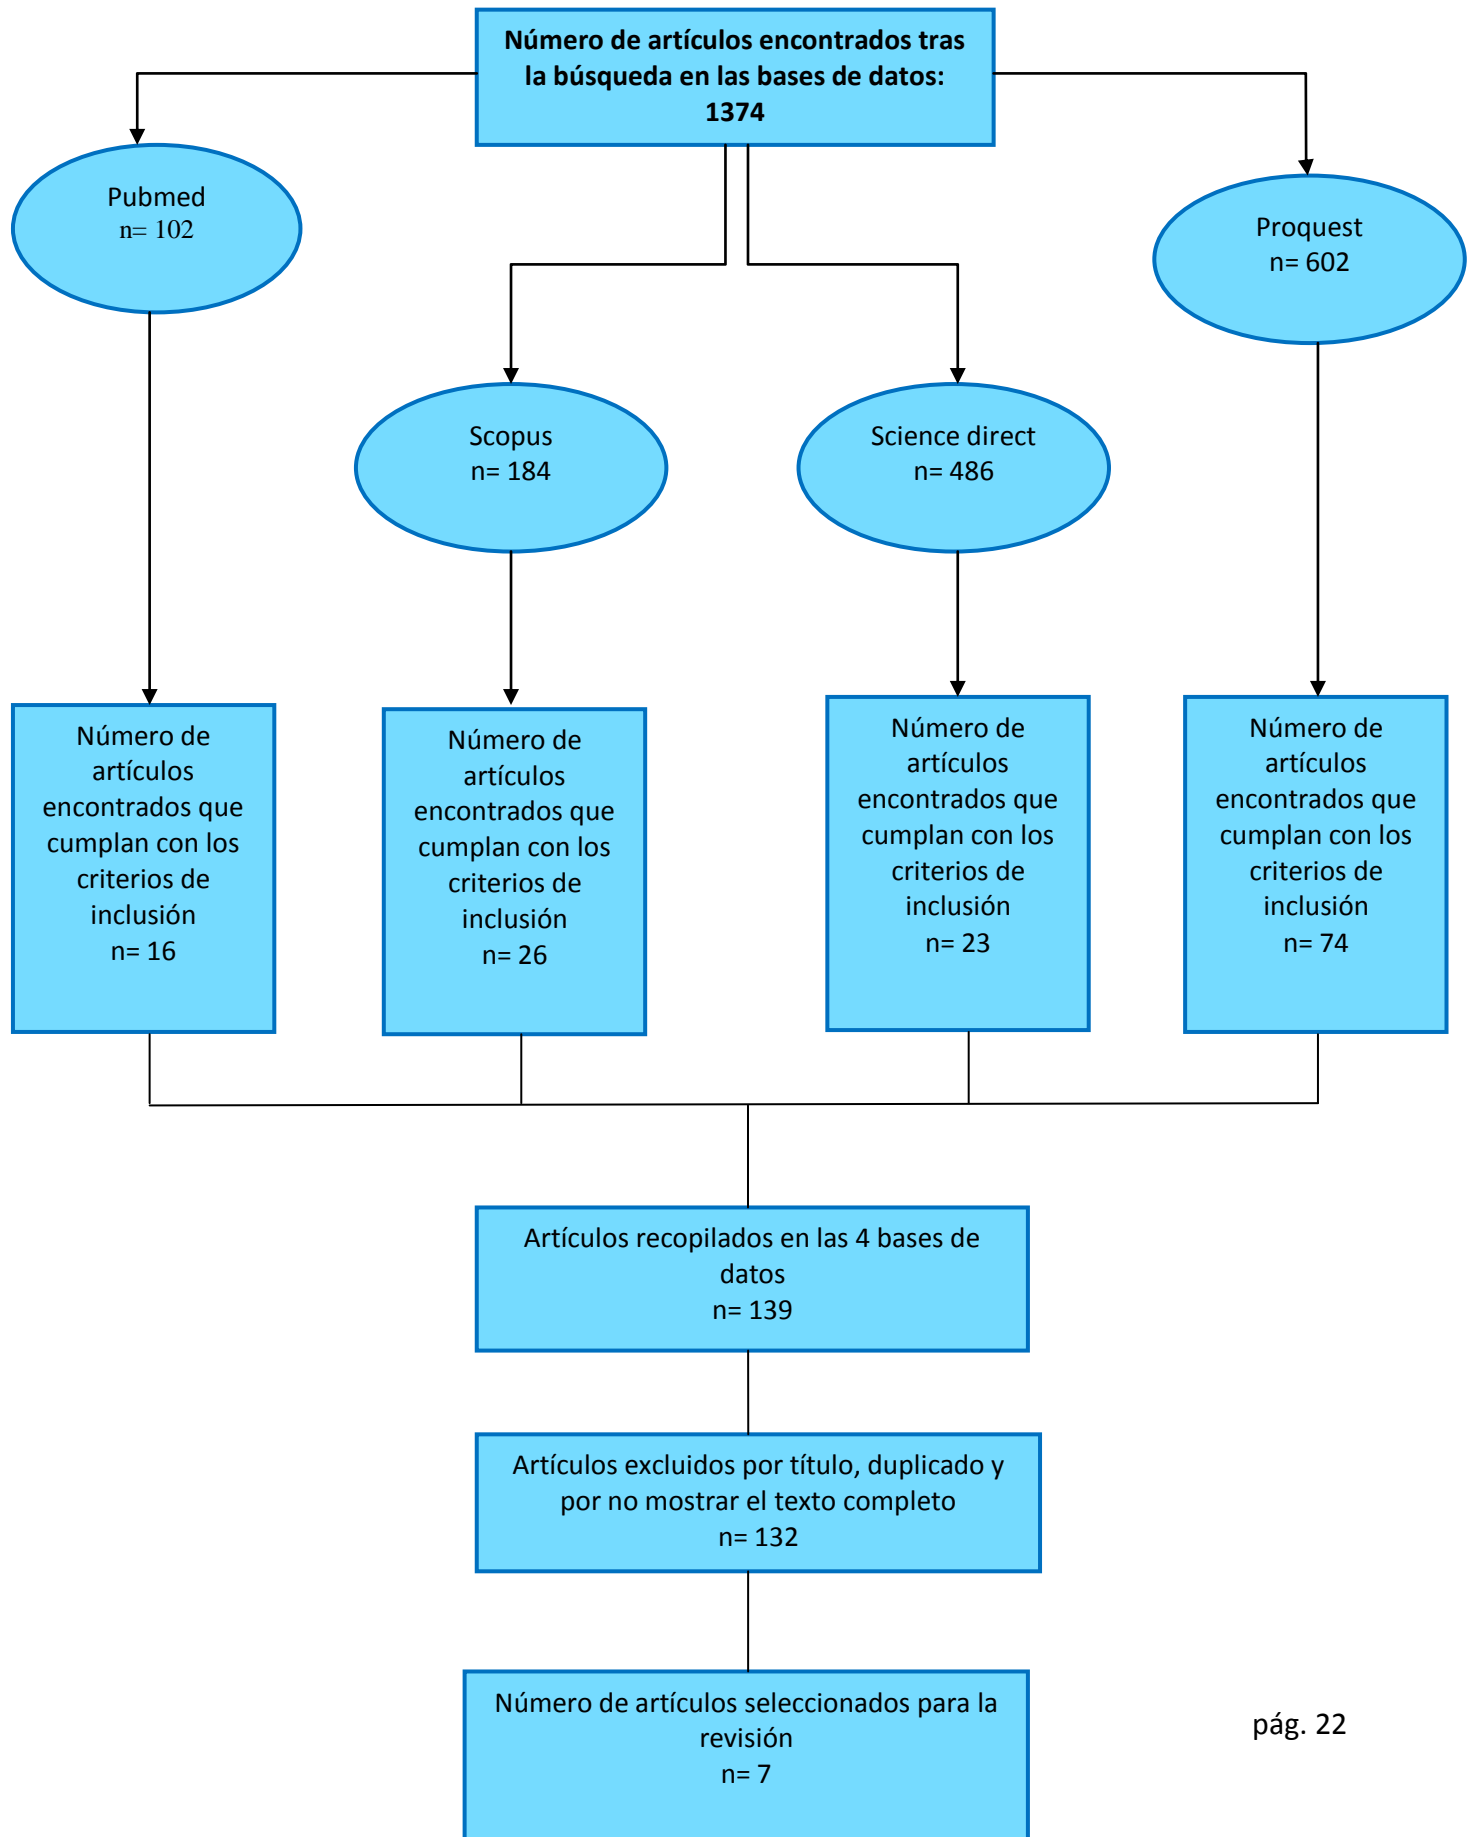 Número de artículos encontrados tras
la búsqueda en las bases de datos:
1374
Pubmed
n= 102
Proquest
n= 602
Scopus
n= 184
Science direct
n= 486
Número de
artículos
encontrados que
cumplan con los
criterios de
inclusión
n= 16
Número de
artículos
encontrados que
cumplan con los
criterios de
inclusión
n= 26
Número de
artículos
encontrados que
cumplan con los
criterios de
inclusión
n= 23
Número de
artículos
encontrados que
cumplan con los
criterios de
inclusión
n= 74
Artículos recopilados en las 4 bases de
datos
n= 139
Artículos excluidos por título, duplicado y
por no mostrar el texto completo
n= 132
Número de artículos seleccionados para la
revisión
n= 7
pág. 22